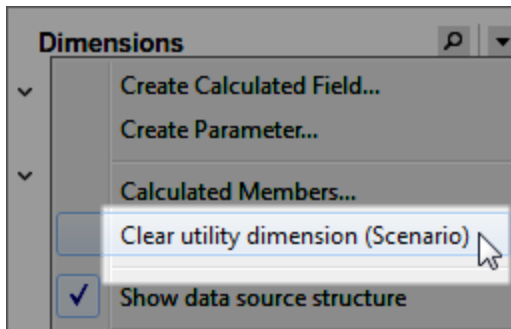 Dimensions
Create Calculated Field...
Create Parameter...
Calculated Members...
Clear utility dimension (Scenario)
Show data source structure